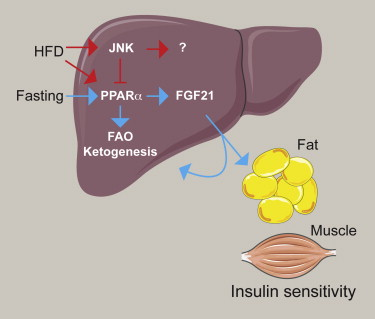 HFD
JNK
?
Fasting
PPARα
FGF21
FAO
Ketogenesis
Fat
Muscle
Insulin sensitivity